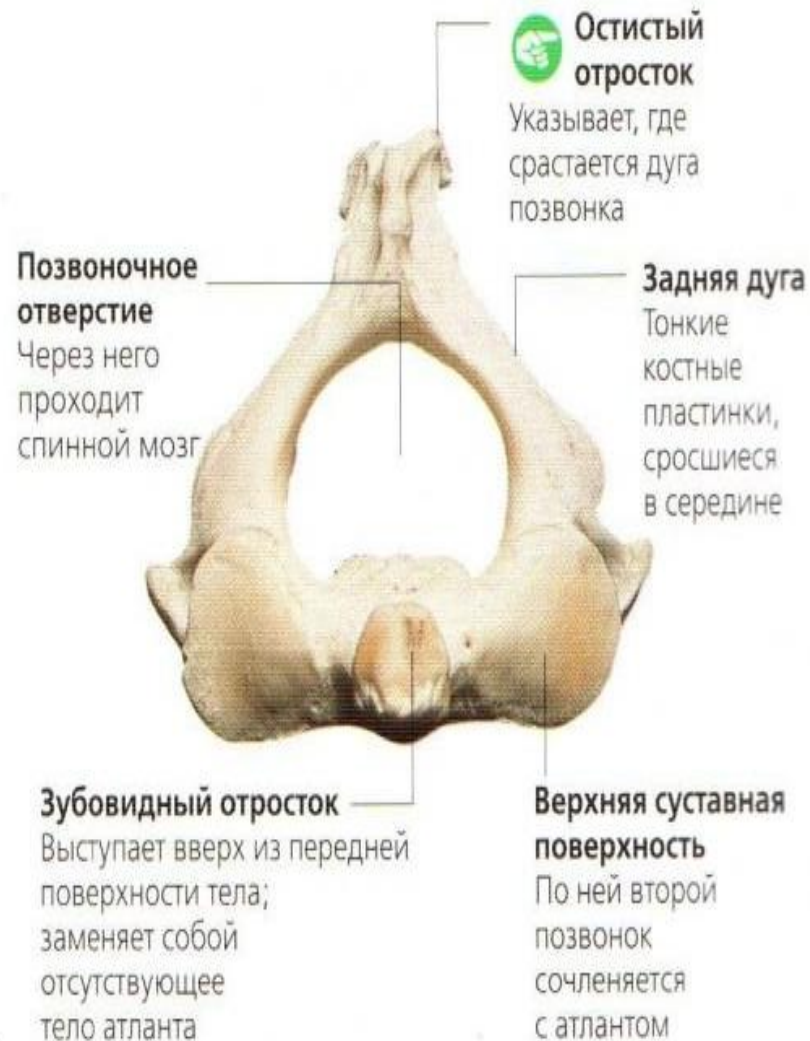 Остистый
отросток
Указывает, где
срастается дуга
позвонка
Позвоночное
отверстие
Через него
проходит
спинной мозг
Задняя дуга
Тонкие
костные
пластинки,
сросшиеся
в середине
Зубовидный отросток
Выступает вверх из передней
поверхности тела;
заменяет собой
отсутствующее
тело атланта
Верхняя суставная
поверхность
По ней второй
позвонок
сочленяется
с атлантом